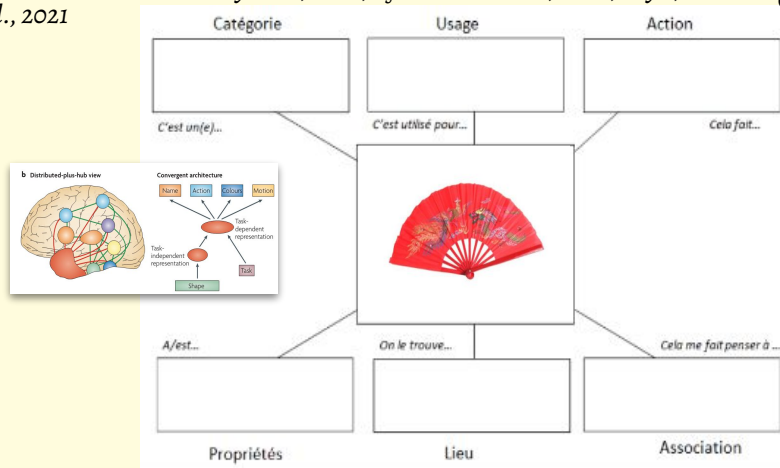 l., 2021
Catégorie
Usage
Action
C'est un(e)...
C'est utilisé pour...
Cela fait...
b Distributed-plus-hub view
Convergent architecture
Name
Action
Colours
Motion
Task-
dependent
representation
Task-
independent
representation
Task
Shape
A/est...
On le trouve...
Cela me fait penser à ...
Propriétés
Lieu
Association